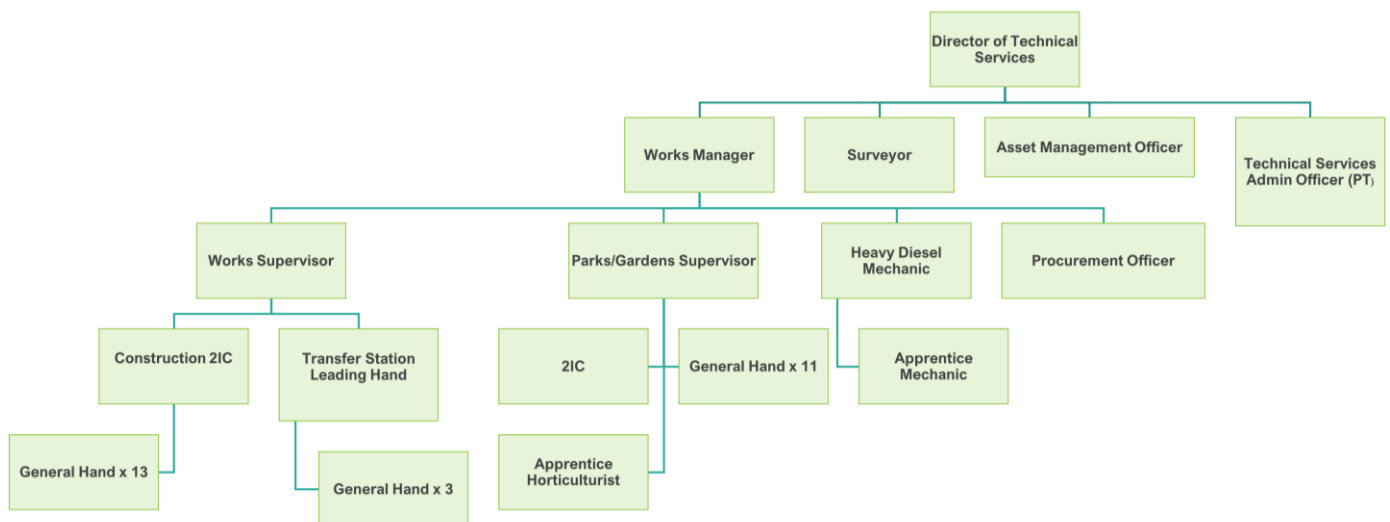 Director of Technical
Services
Works Manager
Surveyor
Asset Management Officer
Technical Services
Admin Officer (PT)
Works Supervisor
Parks/Gardens Supervisor
Heavy Diesel
Mechanic
Procurement Officer
Construction 2IC
Transfer Station
Leading Hand
2IC
General Hand x 11
Apprentice
Mechanic
General Hand x 13
General Hand x 3
Apprentice
Horticulturist